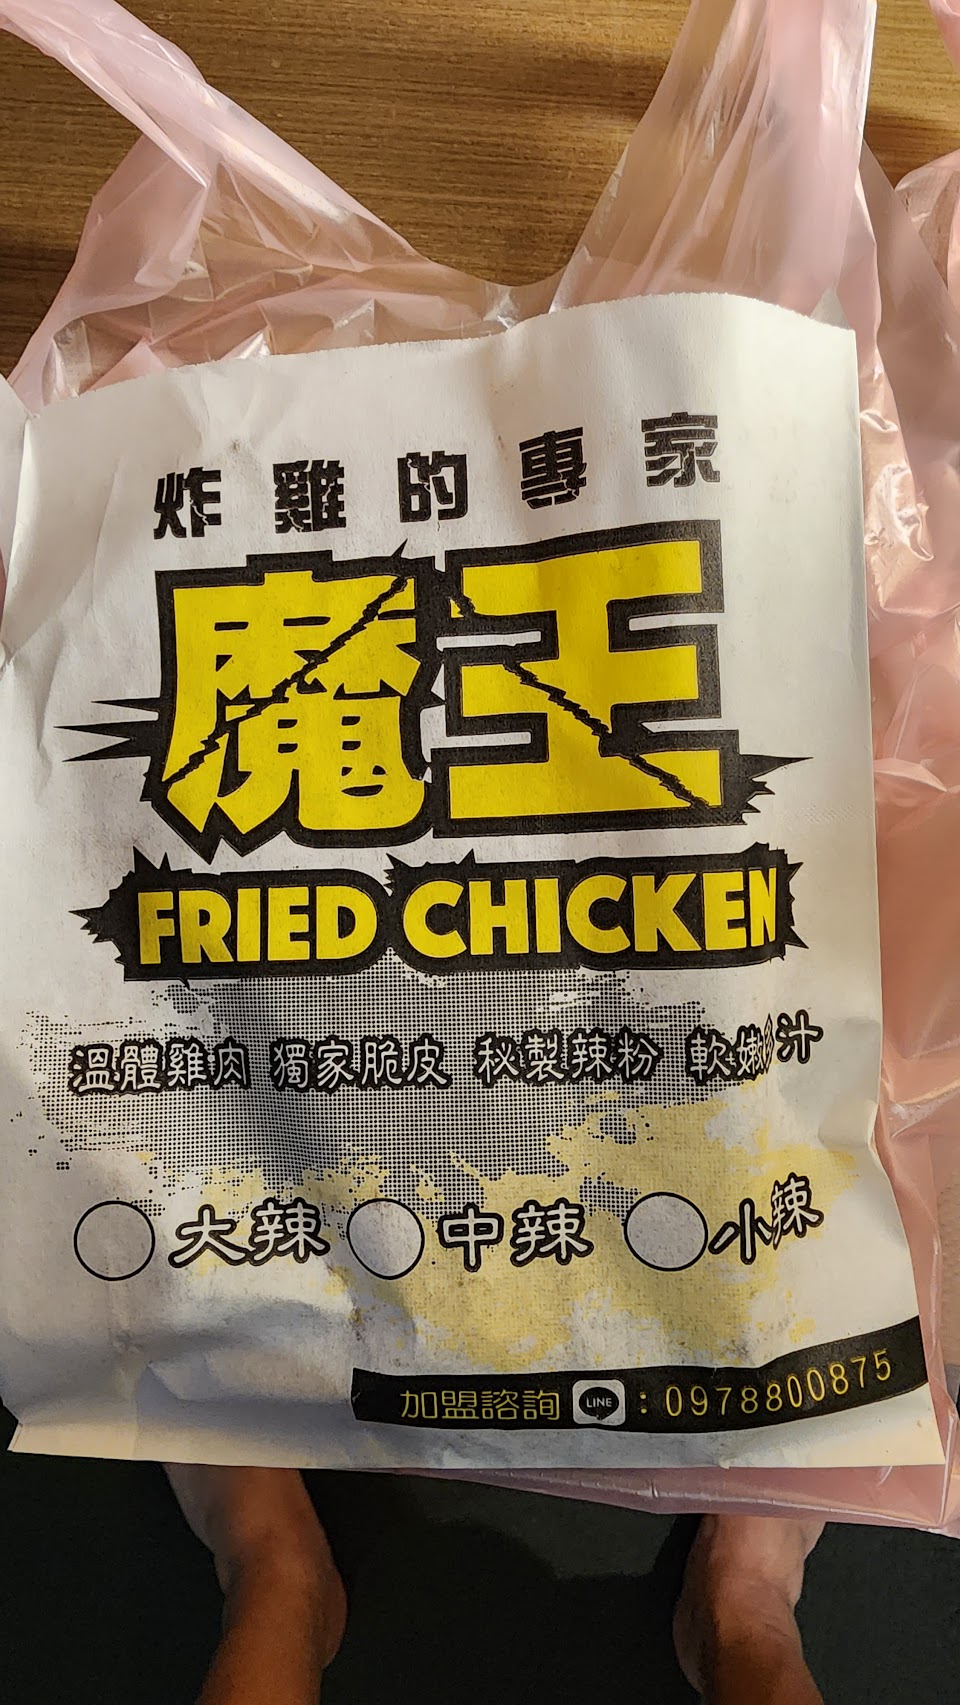 炸雞的專家
魔王
FRIED CHICKEN
溫體雞肉 獨家脆皮 秘製辣粉 軟嫩多汁
大辣 中辣 小辣
加盟諮詢 LINE : 0978800875